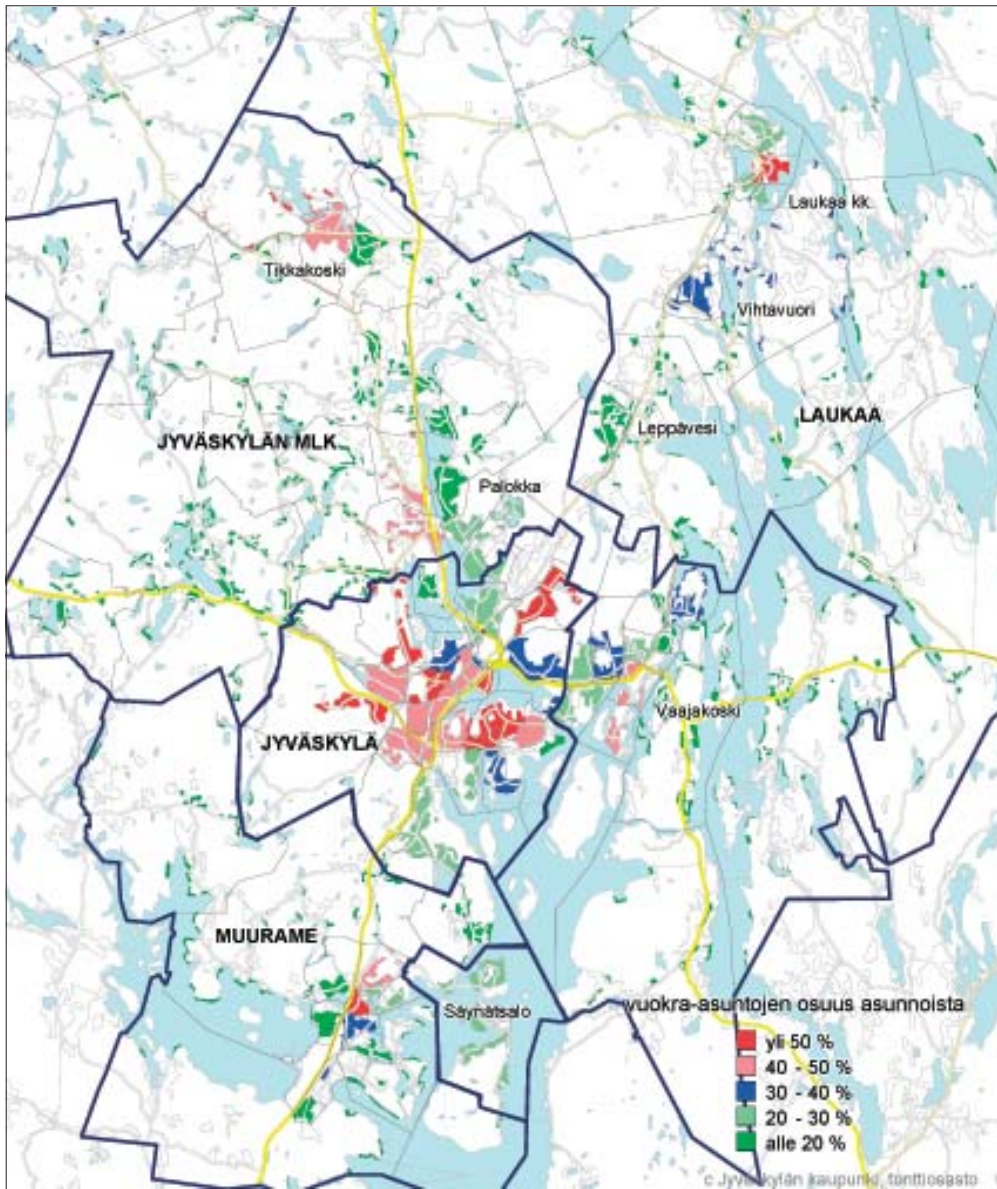 Laukaa kk.
Tikkakoski
Vihtavuori
LAUKAA
Leppävesi
JYVÄSKYLÄN MLK
Palokka
Vaajakoski
JYVÄSKYLÄ
MUURAME
Säynätsalo
vuokra-asuntojen osuus asunnoista
yli 50 %
40 - 50 %
30 - 40 %
20 - 30 %
alle 20 %
c Jyväskylän kaupunki, tonttiosasto